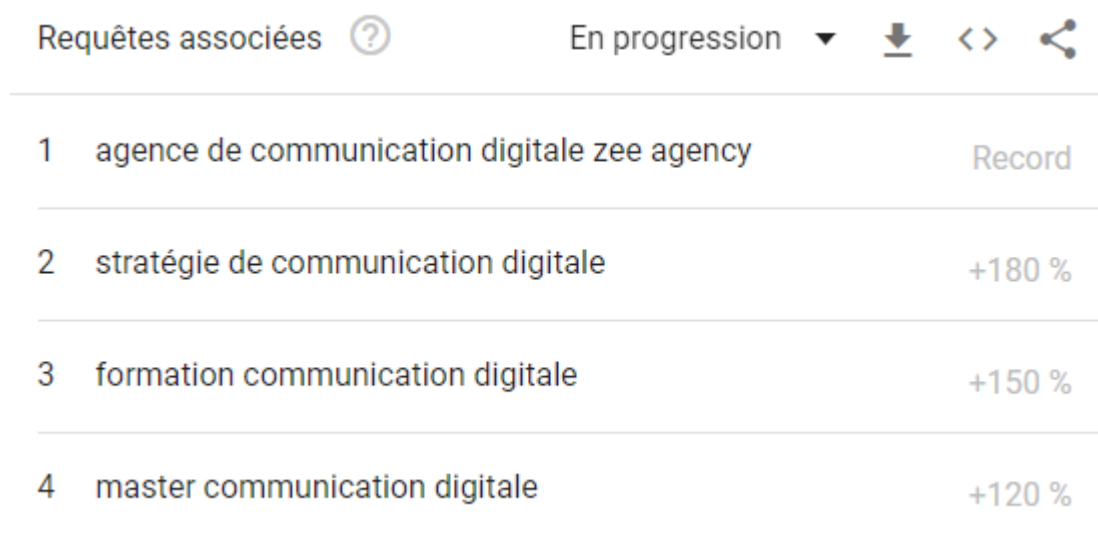 Requêtes associées
En progression
1 agence de communication digitale zee agency Record
2 stratégie de communication digitale +180 %
3 formation communication digitale +150 %
4 master communication digitale +120 %